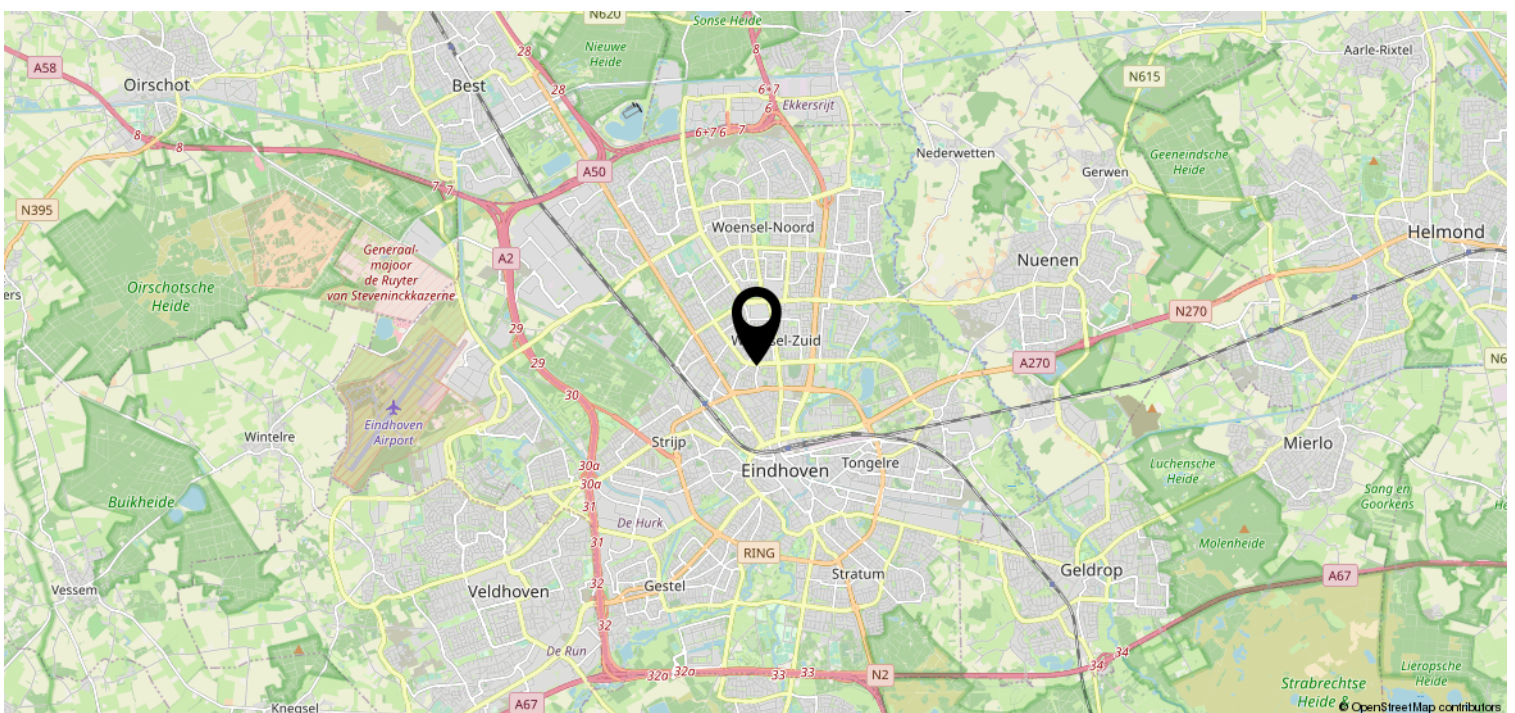 N620
Sonse Heide
28
A58
Nieuwe
Heide
8
Aarle-Rixtel
Oirschot
Best
28
N615
6+7
6
Ekkersrijt
6+7 6 7
8
8
Nederwetten
Geeneindsche
Heide
Gerwen
A50
7 7
N395
Woensel-Noord
Helmond
Generaal-
majoor
de Ruyter
van Steveninckkazerne
A2
Nuenen
Oirschotsche
Heide
ers
N270
29
29
A270
N6
30
Eindhoven
Airport
Wintelre
Strijp
Mierlo
30a
30a
Eindhoven
Tongelre
Luchensche
Heide
Buikheide
31
De Hurk
Sang en
Goorkens
He
31
Molenheide
RING
Vessem
32
Gestel
Stratum
Geldrop
A67
Veldhoven
32
De Run
34
34
32a
32a
33
33
N2
Lieropsche
Heide
Strabrechtse
Heide &
A67
Knegsel
© OpenStreetMap contributors